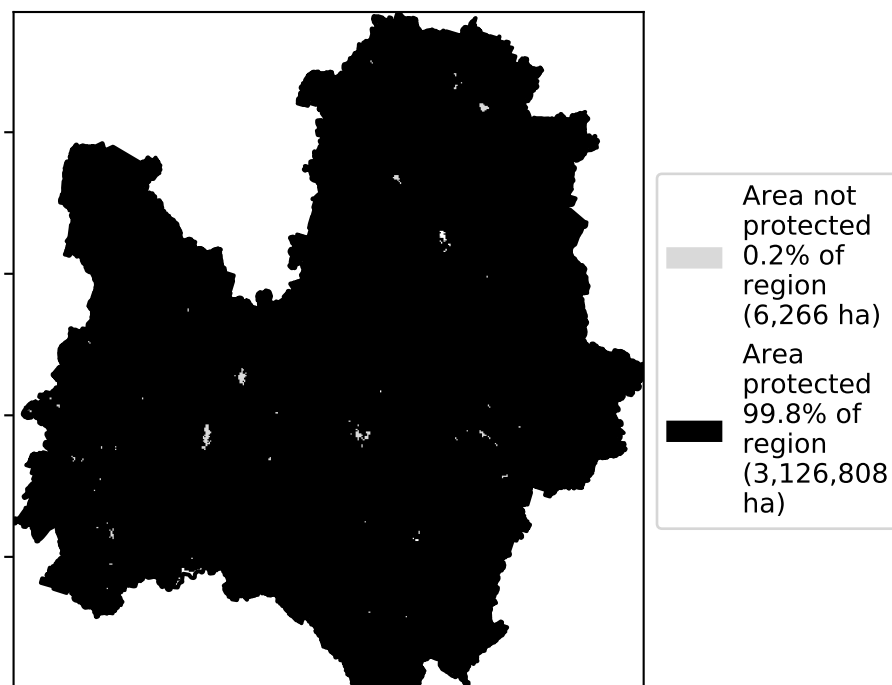 Area not
protected
0.2% of
region
(6,266 ha)
Area
protected
99.8% of
region
(3,126,808
ha)